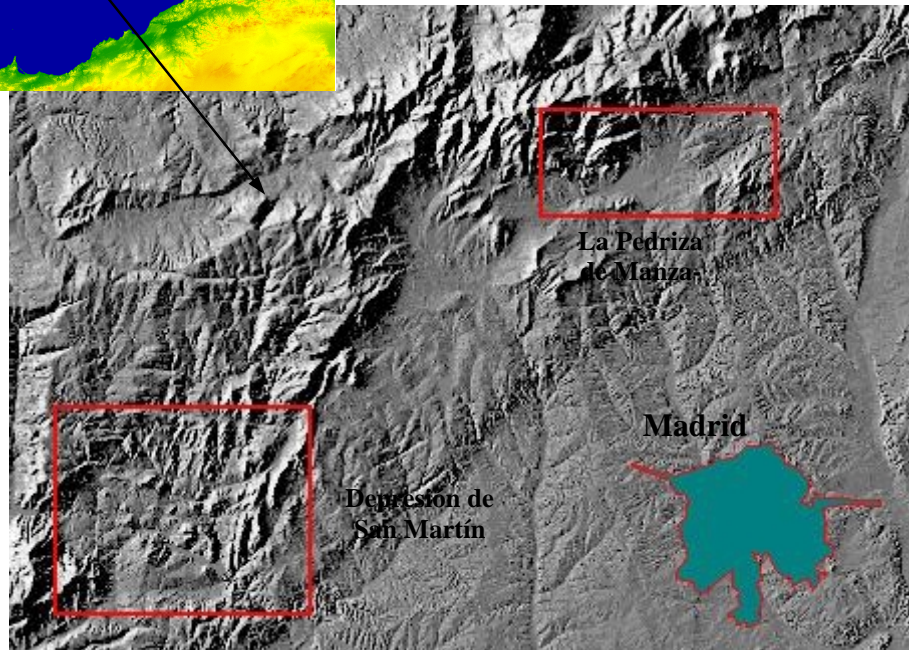 La Pedriza
de Manza-
Madrid
Depresión de
San Martín